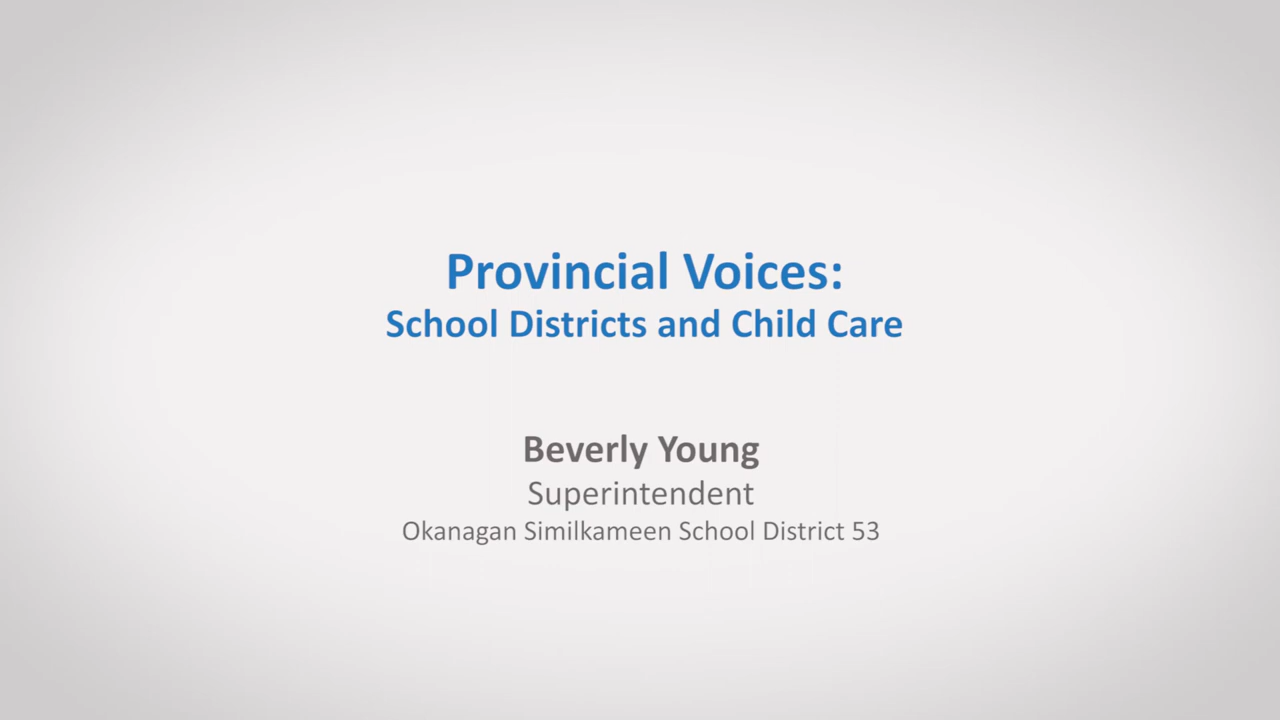 Provincial Voices:
School Districts and Child Care
Beverly Young
Superintendent
Okanagan Similkameen School District 53